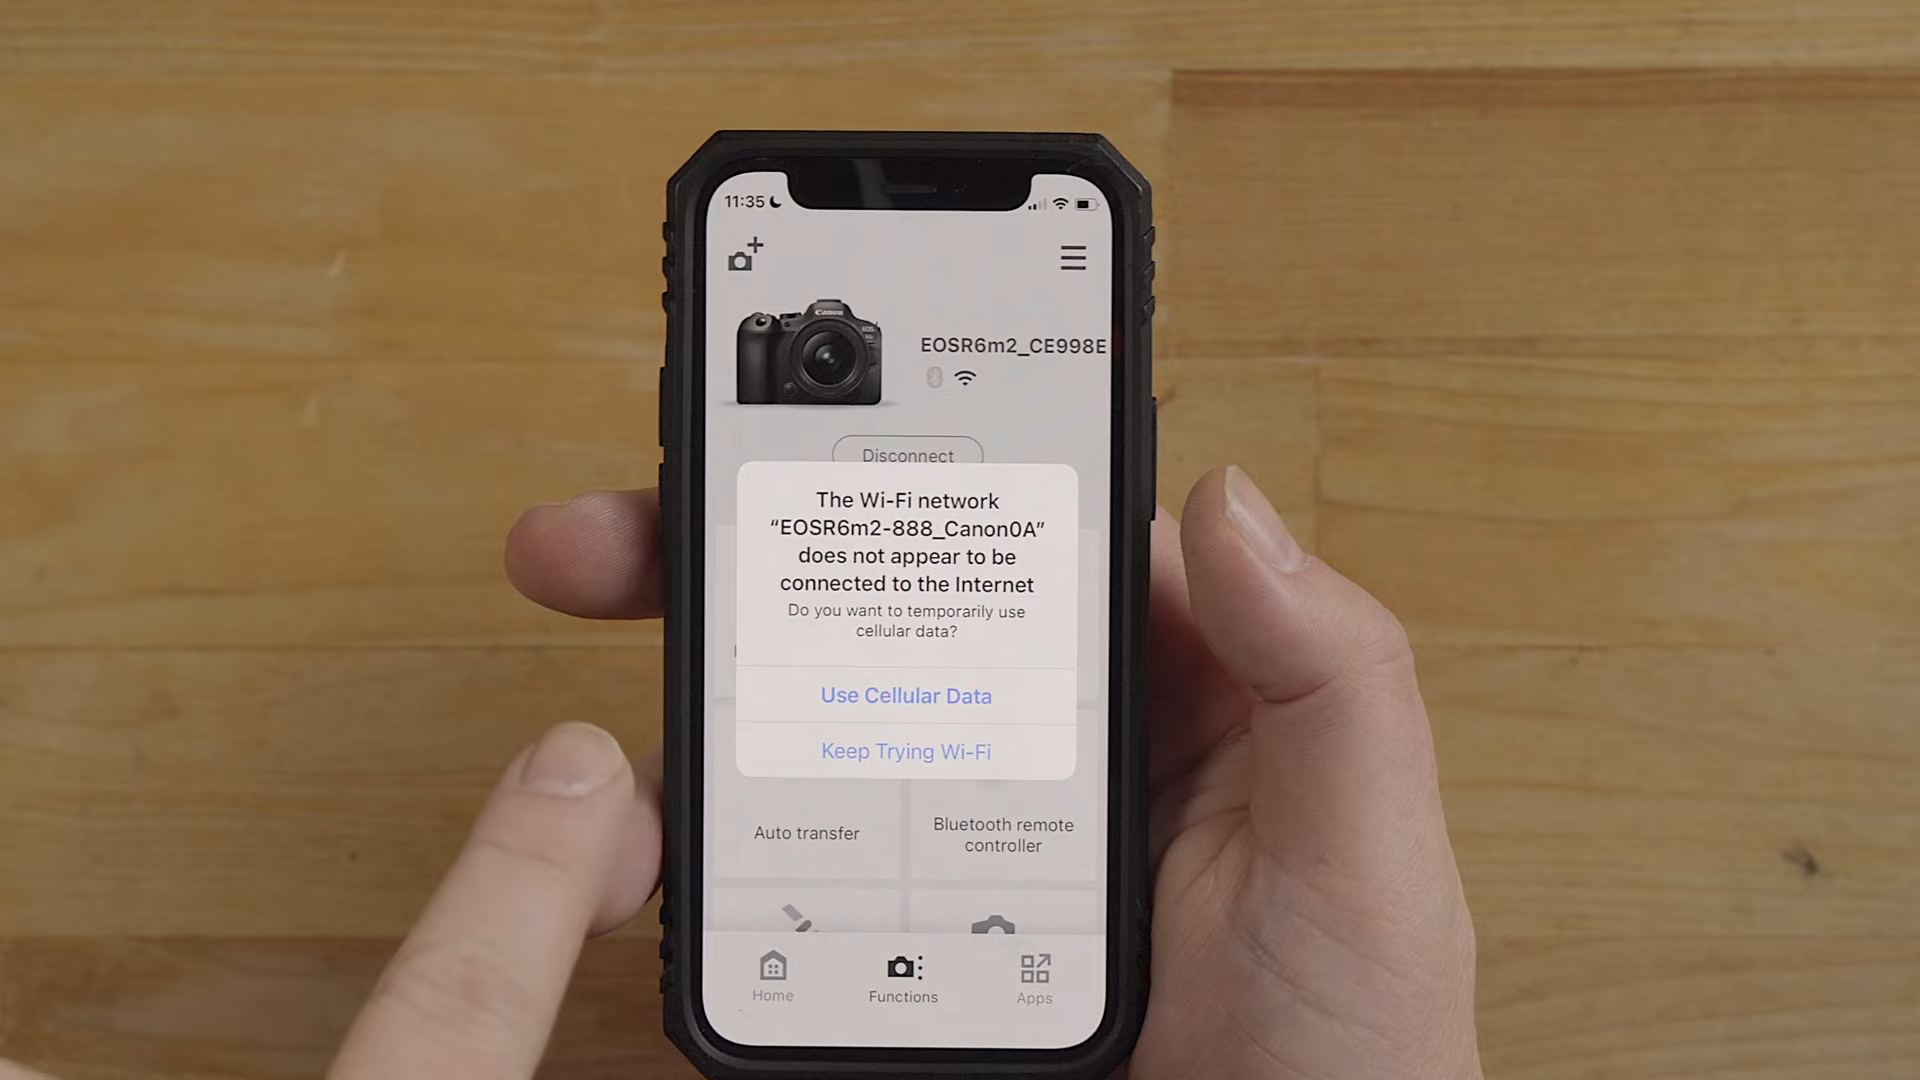 11:35
Canon
EOSR6m2_CE998E
Disconnect
The Wi-Fi network
“EOSR6m2-888_Canon0A”
does not appear to be
connected to the Internet
Do you want to temporarily use
cellular data?
Use Cellular Data
Keep Trying Wi-Fi
Auto transfer
Bluetooth remote
controller
Home
Functions
Apps